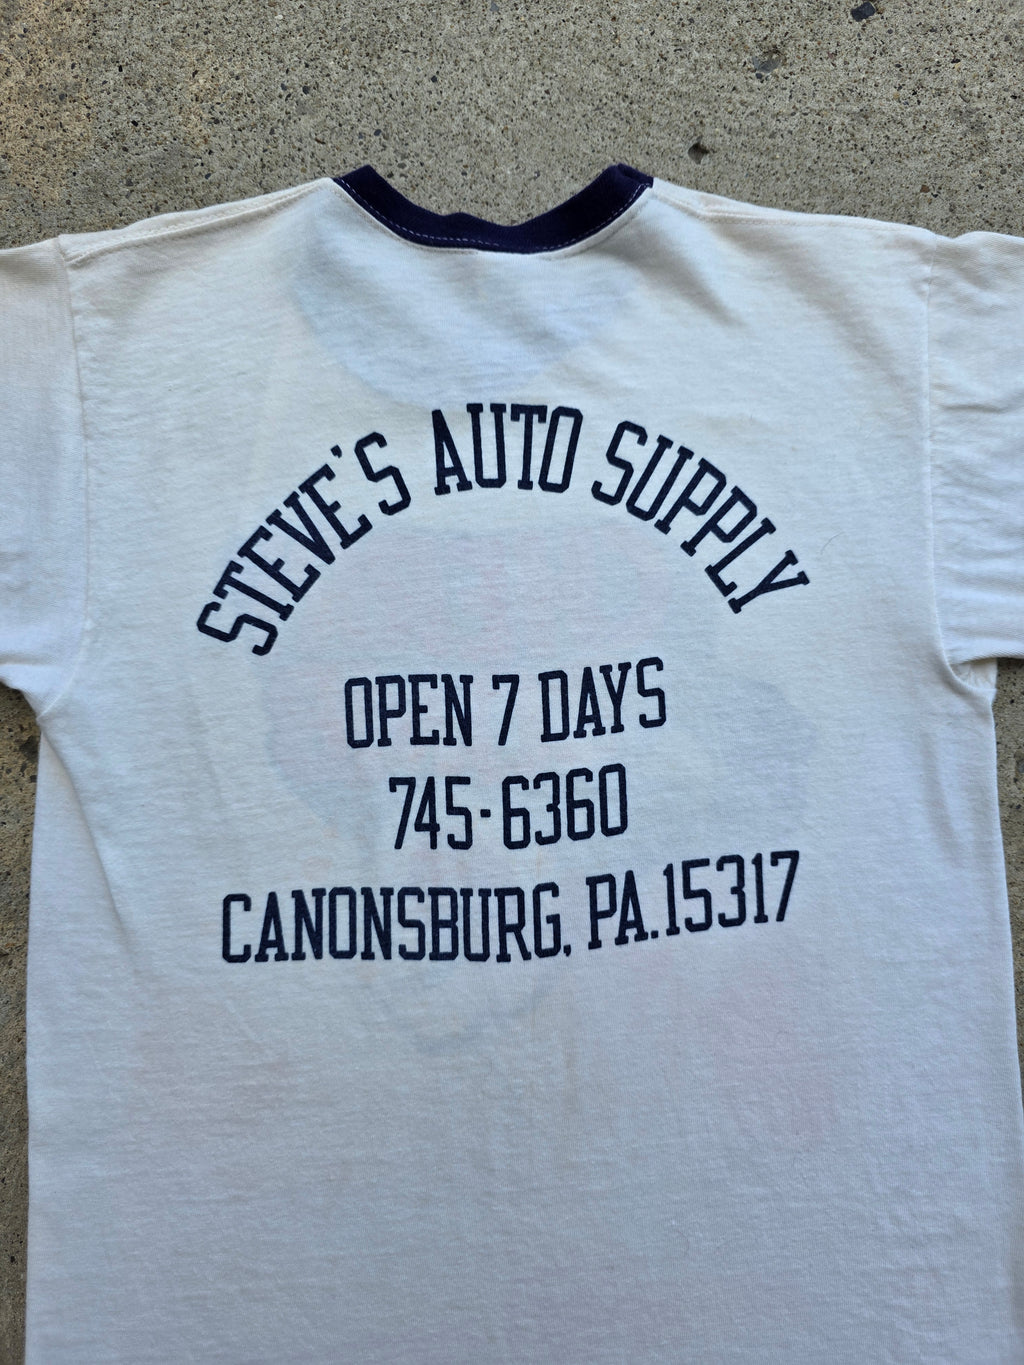 STEVE'S AUTO SUPPLY
OPEN 7 DAYS
745-6360
CANONSBURG, PA. 15317